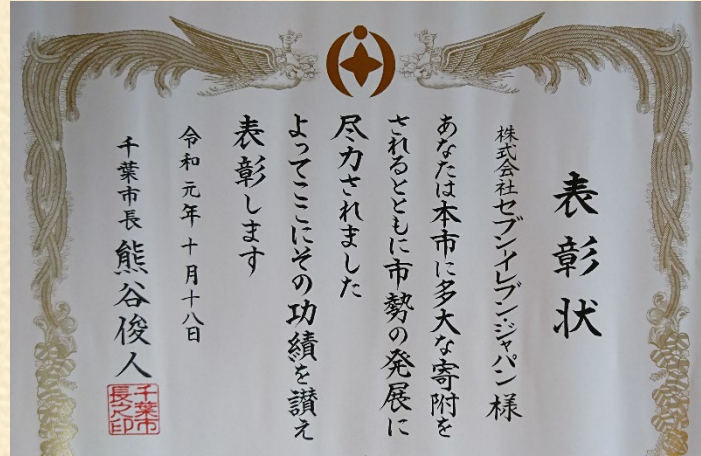 表彰状
株式会社セブン‐イレブン・ジャパン 様
あなたは本市に多大な寄附を
されるとともに市勢の発展に
尽力されました
よってここにその功績を讃え
表彰します
令和元年十月十八日
千葉市長 熊谷俊人
千葉市
長之印